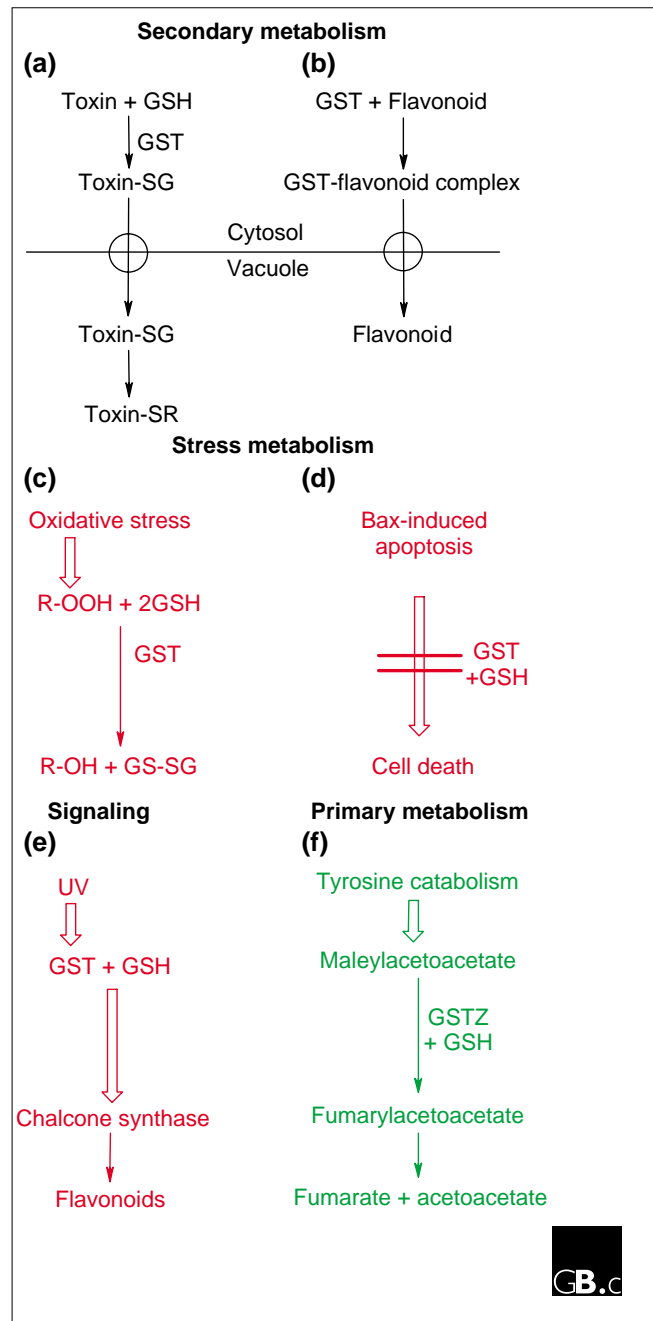 Secondary metabolism
(a)
Toxin + GSH
GST
Toxin-SG
Toxin-SG
Toxin-SR
(b)
GST + Flavonoid
GST-flavonoid complex
Cytosol
Vacuole
Flavonoid
Stress metabolism
(c)
Oxidative stress
R-OOH + 2GSH
GST
R-OH + GS-SG
(d)
Bax-induced
apoptosis
GST
+GSH
Cell death
Signaling
(e)
UV
GST + GSH
Chalcone synthase
Flavonoids
Primary metabolism
(f)
Tyrosine catabolism
Maleylacetoacetate
GSTZ
+ GSH
Fumarylacetoacetate
Fumarate + acetoacetate
GB.c